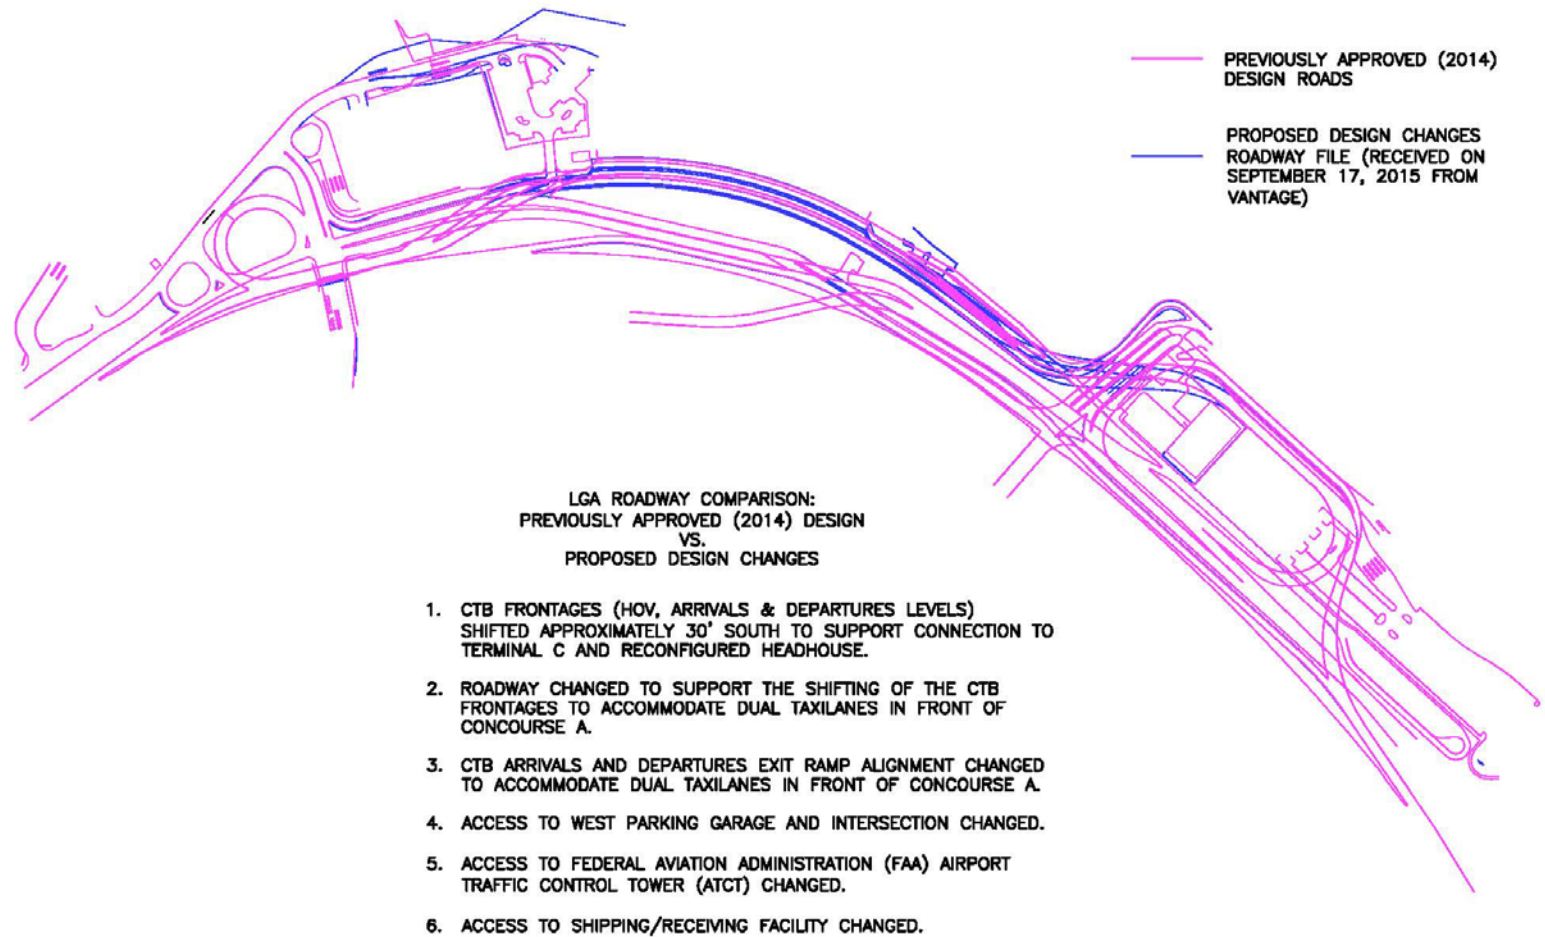 PREVIOUSLY APPROVED (2014)
DESIGN ROADS
PROPOSED DESIGN CHANGES
ROADWAY FILE (RECEIVED ON
SEPTEMBER 17, 2015 FROM
VANTAGE)
LGA ROADWAY COMPARISON:
PREVIOUSLY APPROVED (2014) DESIGN
VS.
PROPOSED DESIGN CHANGES
1. CTB FRONTAGES (HOV, ARRIVALS & DEPARTURES LEVELS)
SHIFTED APPROXIMATELY 30' SOUTH TO SUPPORT CONNECTION TO
TERMINAL C AND RECONFIGURED HEADHOUSE.
2. ROADWAY CHANGED TO SUPPORT THE SHIFTING OF THE CTB
FRONTAGES TO ACCOMMODATE DUAL TAXILANES IN FRONT OF
CONCOURSE A.
3. CTB ARRIVALS AND DEPARTURES EXIT RAMP ALIGNMENT CHANGED
TO ACCOMMODATE DUAL TAXILANES IN FRONT OF CONCOURSE A.
4. ACCESS TO WEST PARKING GARAGE AND INTERSECTION CHANGED.
5. ACCESS TO FEDERAL AVIATION ADMINISTRATION (FAA) AIRPORT
TRAFFIC CONTROL TOWER (ATCT) CHANGED.
6. ACCESS TO SHIPPING/RECEIVING FACILITY CHANGED.